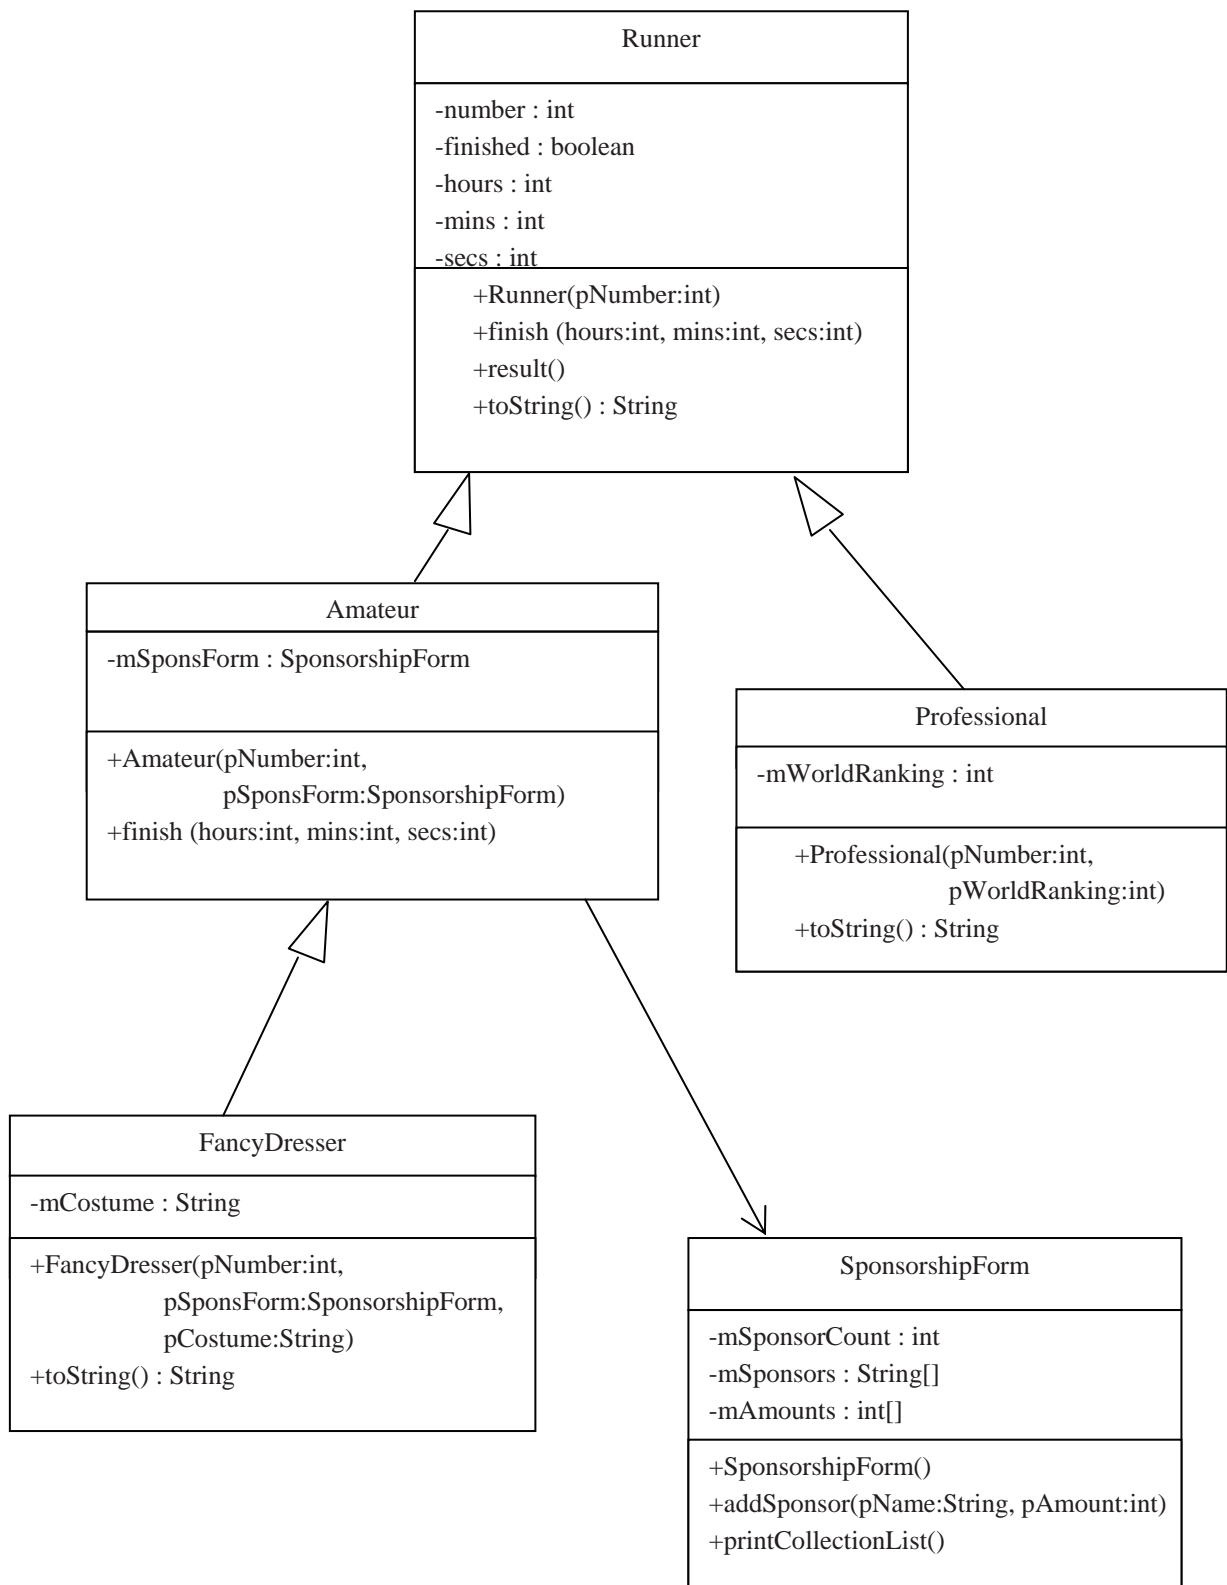 Runner
-number : int
-finished : boolean
-hours : int
-mins : int
-secs : int
+Runner(pNumber:int)
+finish (hours:int, mins:int, secs:int)
+result()
+toString() : String
Amateur
-mSponsForm : SponsorshipForm
+Amateur(pNumber:int,
pSponsForm:SponsorshipForm)
+finish (hours:int, mins:int, secs:int)
Professional
-mWorldRanking : int
+Professional(pNumber:int,
pWorldRanking:int)
+toString() : String
FancyDresser
-mCostume : String
+FancyDresser(pNumber:int,
pSponsForm:SponsorshipForm,
pCostume:String)
+toString() : String
SponsorshipForm
-mSponsorCount : int
-mSponsors : String[]
-mAmounts : int[]
+SponsorshipForm()
+addSponsor(pName:String, pAmount:int)
+printCollectionList()